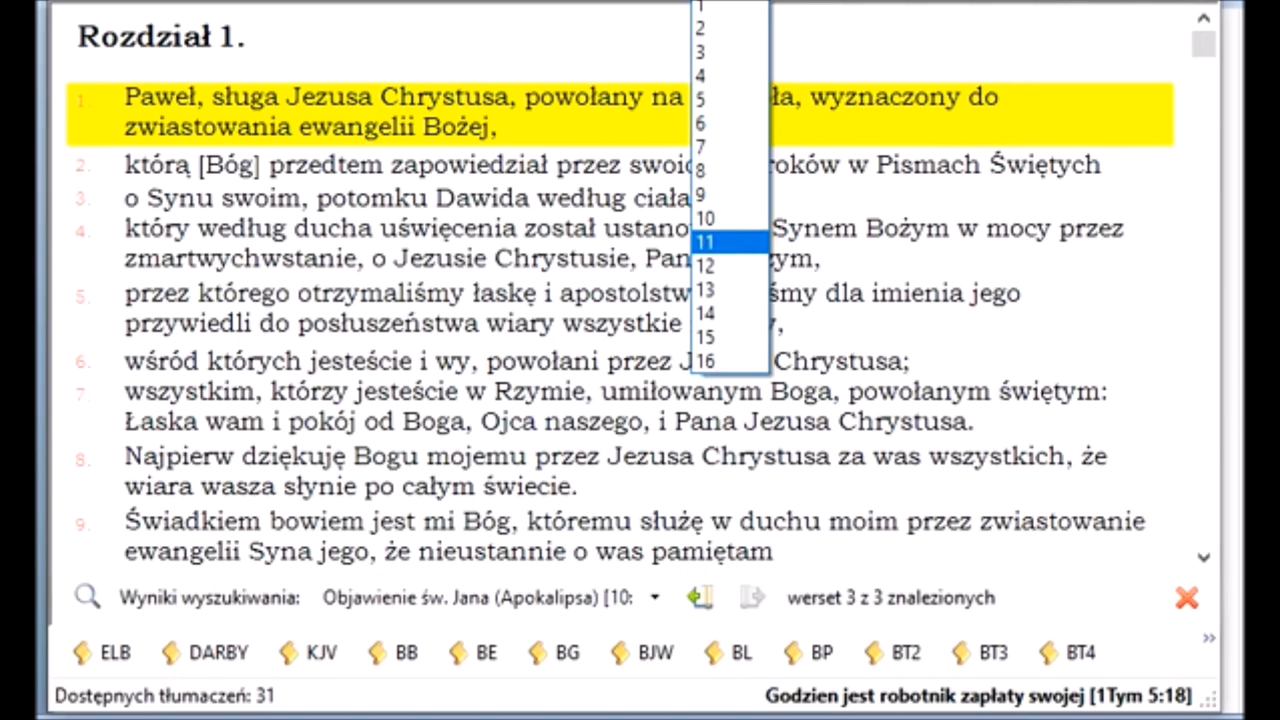 Rozdział 1.
1. Paweł, sługa Jezusa Chrystusa, powołany na ła, wyznaczony do
zwiastowania ewangelii Bożej,
2. którą [Bóg] przedtem zapowiedział przez swoic roków w Pismach Świętych
3. o Synu swoim, potomku Dawida według ciała
4. który według ducha uświęcenia został ustano Synem Bożym w mocy przez
zmartwychwstanie, o Jezusie Chrystusie, Pan zym,
5. przez którego otrzymaliśmy łaskę i apostolstw śmy dla imienia jego
przywiedli do posłuszeństwa wiary wszystkie y,
6. wśród których jesteście i wy, powołani przez J Chrystusa;
7. wszystkim, którzy jesteście w Rzymie, umiłowanym Boga, powołanym świętym:
Łaska wam i pokój od Boga, Ojca naszego, i Pana Jezusa Chrystusa.
8. Najpierw dziękuję Bogu mojemu przez Jezusa Chrystusa za was wszystkich, że
wiara wasza słynie po całym świecie.
9. Świadkiem bowiem jest mi Bóg, któremu służę w duchu moim przez zwiastowanie
ewangelii Syna jego, że nieustannie o was pamiętam
1
2
3
4
5
6
7
8
9
10
11
12
13
14
15
16
Wyniki wyszukiwania: Objawienie św. Jana (Apokalipsa) [10: werset 3 z 3 znalezionych
ELB DARBY KJV BB BE BG BJW BL BP BT2 BT3 BT4 »
Dostępnych tłumaczeń: 31 Godzien jest robotnik zapłaty swojej [1Tym 5:18]